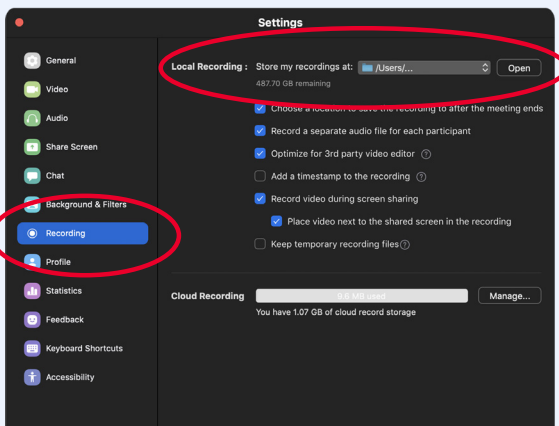 Settings
General
Video
Audio
Share Screen
Chat
Background & Filters
Recording
Profile
Statistics
Feedback
Keyboard Shortcuts
Accessibility
Local Recording : Store my recordings at: /Users/... Open
487.70 GB remaining
Choose a location to save the recording to after the meeting ends
Record a separate audio file for each participant
Optimize for 3rd party video editor ?
Add a timestamp to the recording ?
Record video during screen sharing
Place video next to the shared screen in the recording
Keep temporary recording files ?
Cloud Recording 9.6 MB used Manage...
You have 1.07 GB of cloud record storage